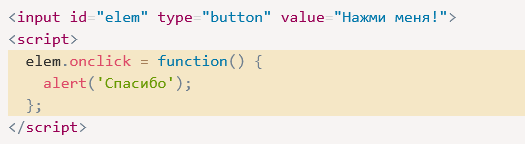 <input id="elem" type="button" value="Нажми меня!">
<script>
  elem.onclick = function() {
    alert('Спасибо');
  };
</script>